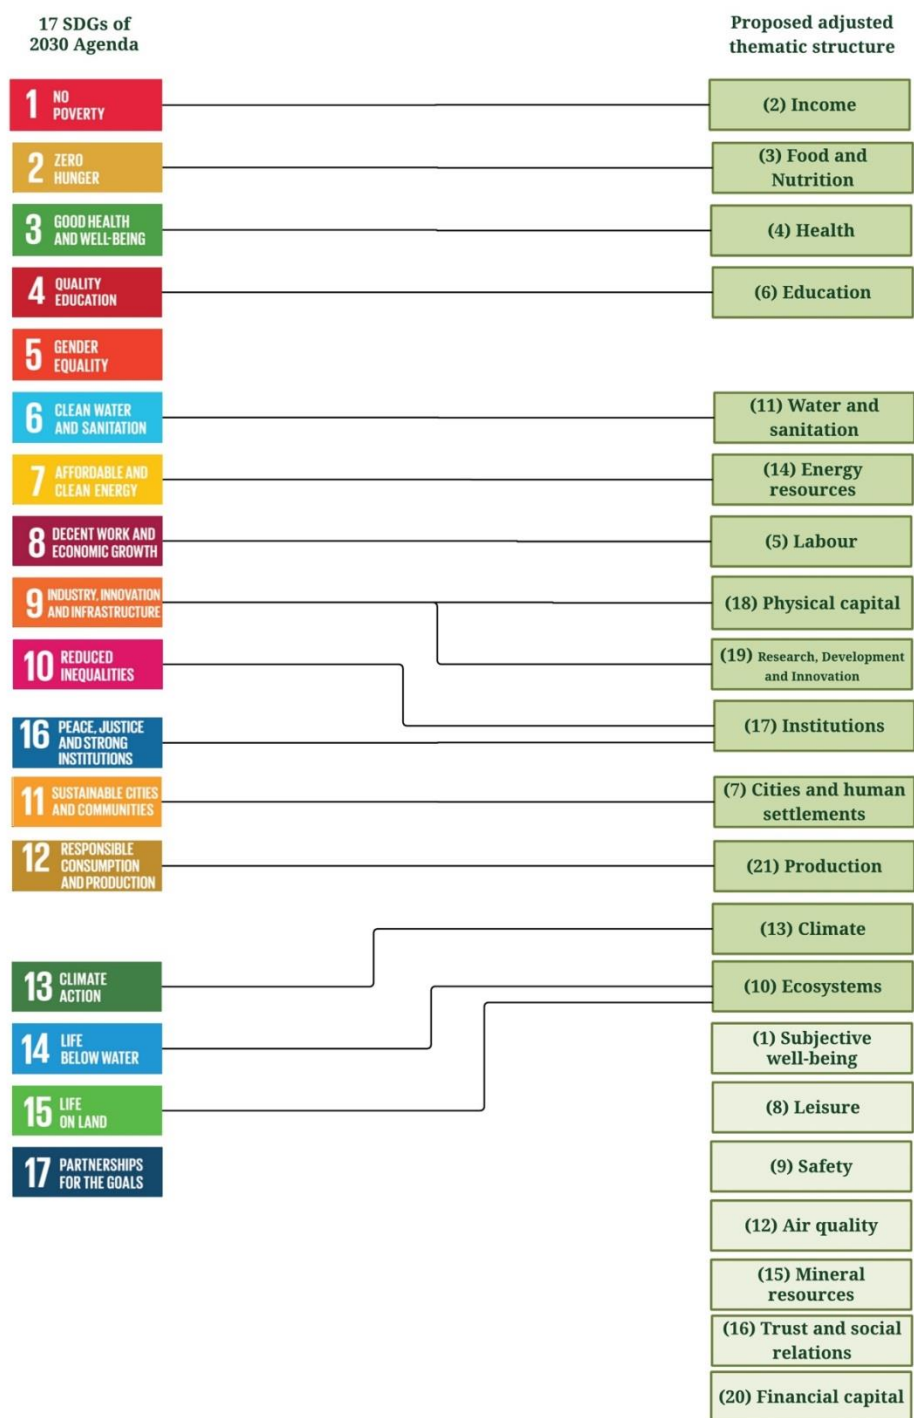 17 SDGs of
2030 Agenda
Proposed adjusted
thematic structure
1 NO
POVERTY
(2) Income
2 ZERO
HUNGER
(3) Food and
Nutrition
3 GOOD HEALTH
AND WELL-BEING
(4) Health
4 QUALITY
EDUCATION
(6) Education
5 GENDER
EQUALITY
6 CLEAN WATER
AND SANITATION
(11) Water and
sanitation
7 AFFORDABLE AND
CLEAN ENERGY
(14) Energy
resources
8 DECENT WORK AND
ECONOMIC GROWTH
(5) Labour
9 INDUSTRY, INNOVATION
AND INFRASTRUCTURE
(18) Physical capital
10 REDUCED
INEQUALITIES
(19) Research, Development
and Innovation
16 PEACE, JUSTICE
AND STRONG
INSTITUTIONS
(17) Institutions
11 SUSTAINABLE CITIES
AND COMMUNITIES
(7) Cities and human
settlements
12 RESPONSIBLE
CONSUMPTION
AND PRODUCTION
(21) Production
(13) Climate
13 CLIMATE
ACTION
(10) Ecosystems
14 LIFE
BELOW WATER
(1) Subjective
well-being
15 LIFE
ON LAND
(8) Leisure
17 PARTNERSHIPS
FOR THE GOALS
(9) Safety
(12) Air quality
(15) Mineral
resources
(16) Trust and social
relations
(20) Financial capital